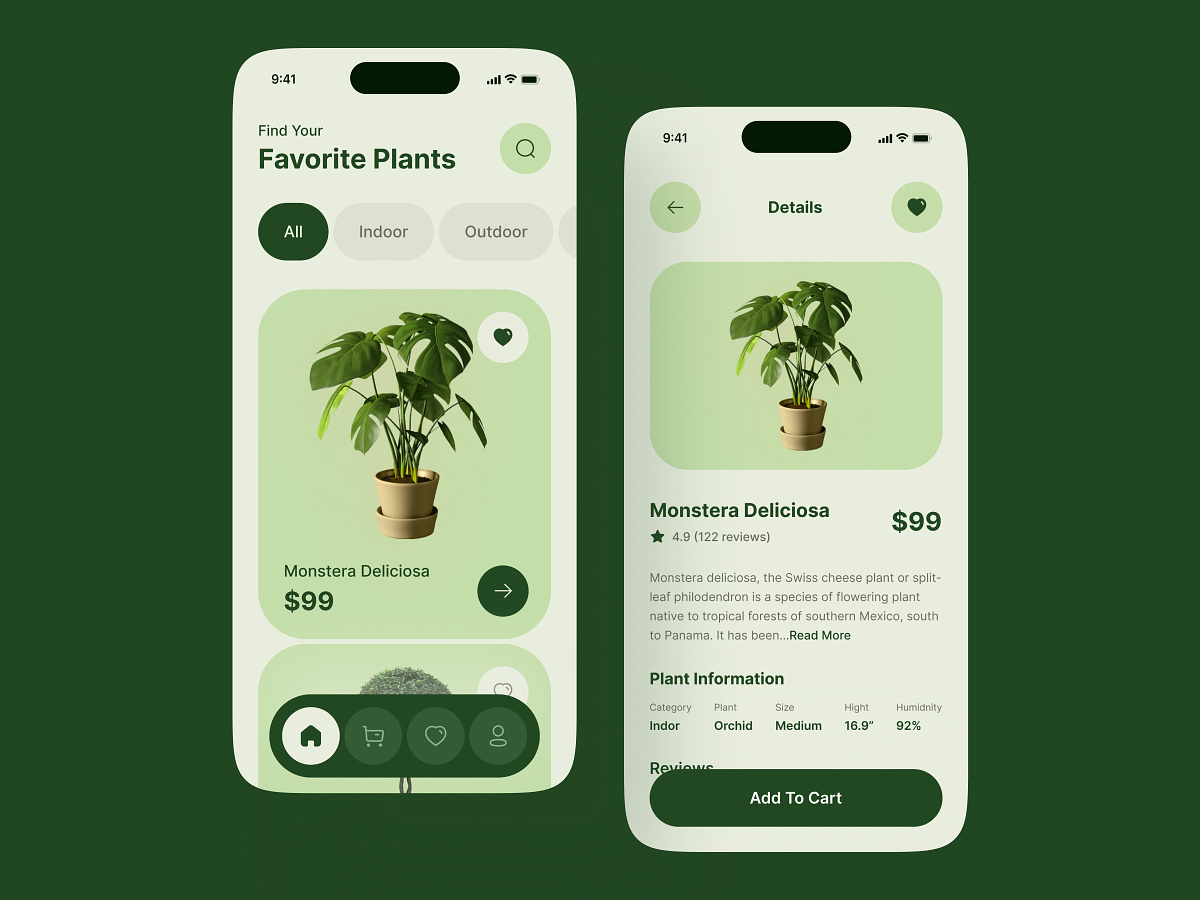 9:41
Find Your
Favorite Plants
All
Indoor
Outdoor
Monstera Deliciosa
$99
9:41
Details
Monstera Deliciosa
$99
4.9 (122 reviews)
Monstera deliciosa, the Swiss cheese plant or split-
leaf philodendron is a species of flowering plant
native to tropical forests of southern Mexico, south
to Panama. It has been...Read More
Plant Information
Category Plant Size Hight Humidnity
Indor Orchid Medium 16.9” 92%
Reviews
Add To Cart